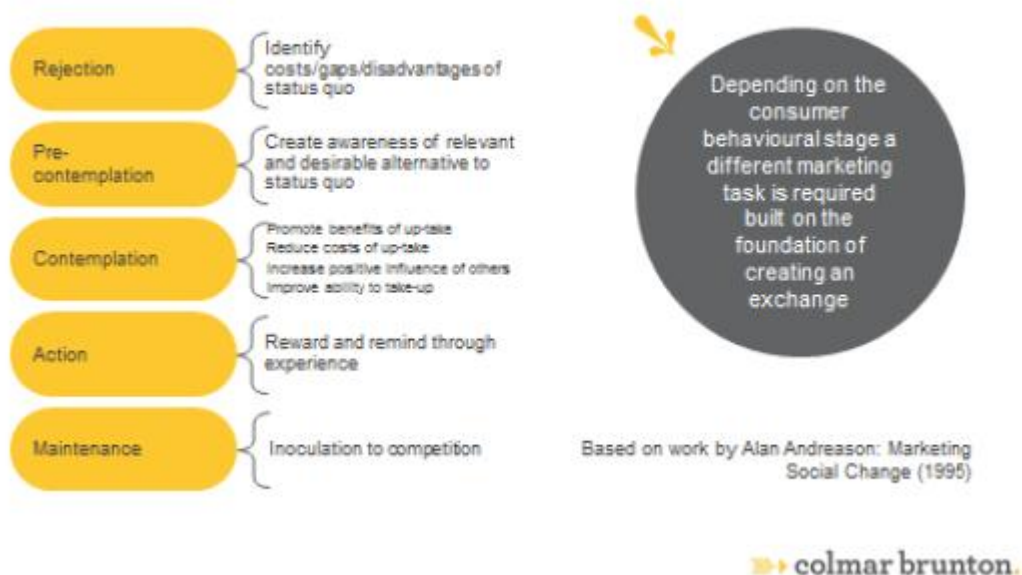 Rejection
Identify
costs/gaps/disadvantages of
status quo
Pre-
contemplation
Create awareness of relevant
and desirable alternative to
status quo
Contemplation
Promote benefits of up-take
Reduce costs of up-take
Increase positive influence of others
Improve ability to take-up
Action
Reward and remind through
experience
Maintenance
Inoculation to competition
Depending on the
consumer
behavioural stage a
different marketing
task is required
built on the
foundation of
creating an
exchange
Based on work by Alan Andreason: Marketing
Social Change (1995)
colmar brunton.